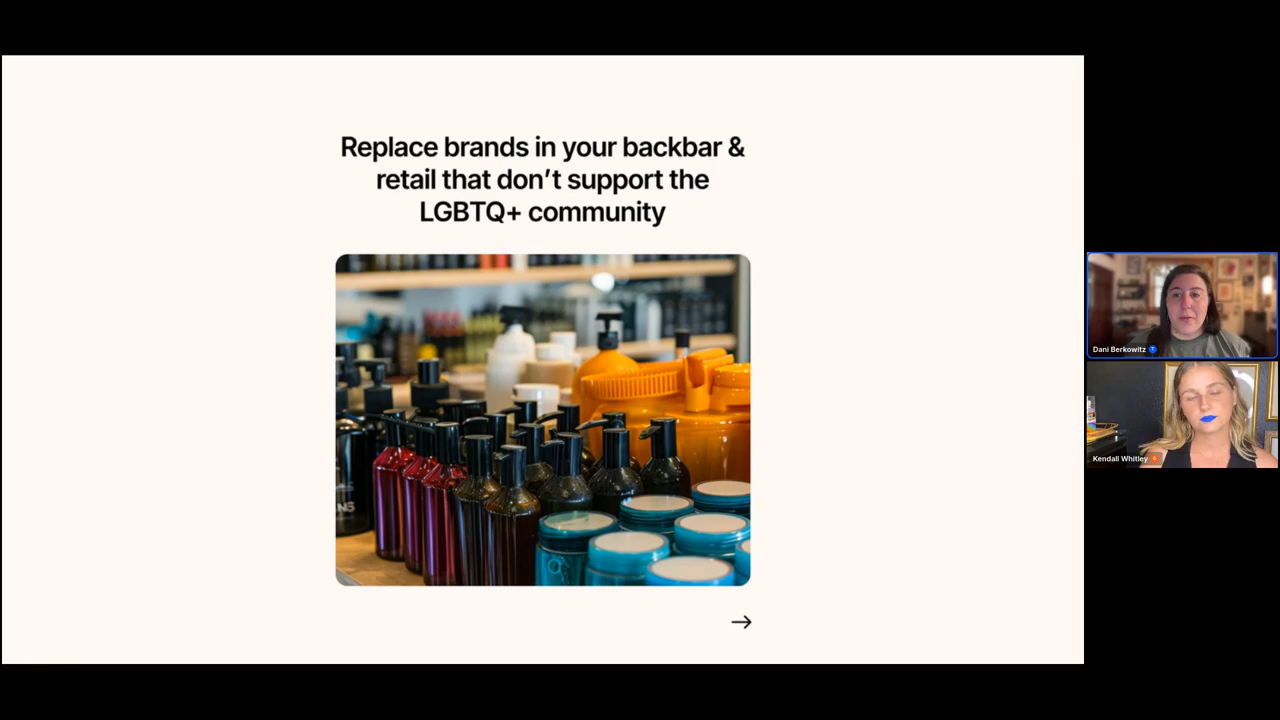 Replace brands in your backbar &
retail that don’t support the
LGBTQ+ community
Dani Berkowitz
Kendall Whitley